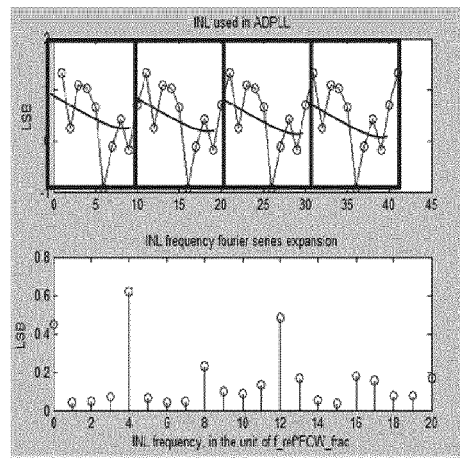 INL used in ADPLL
LSB
0 5 10 15 20 25 30 35 40 45
INL frequency fourier series expansion
0.8
0.6
0.4
0.2
0
LSB
0 2 4 6 8 10 12 14 16 18 20
INL frequency, in the unit of f_ref*FCW_frac